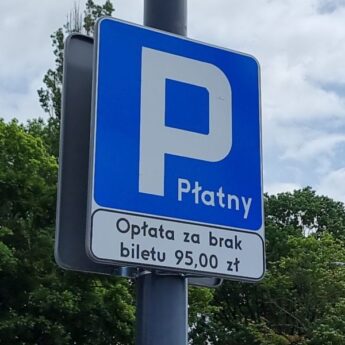 P
Płatny
Opłata za brak
biletu 95,00 zł